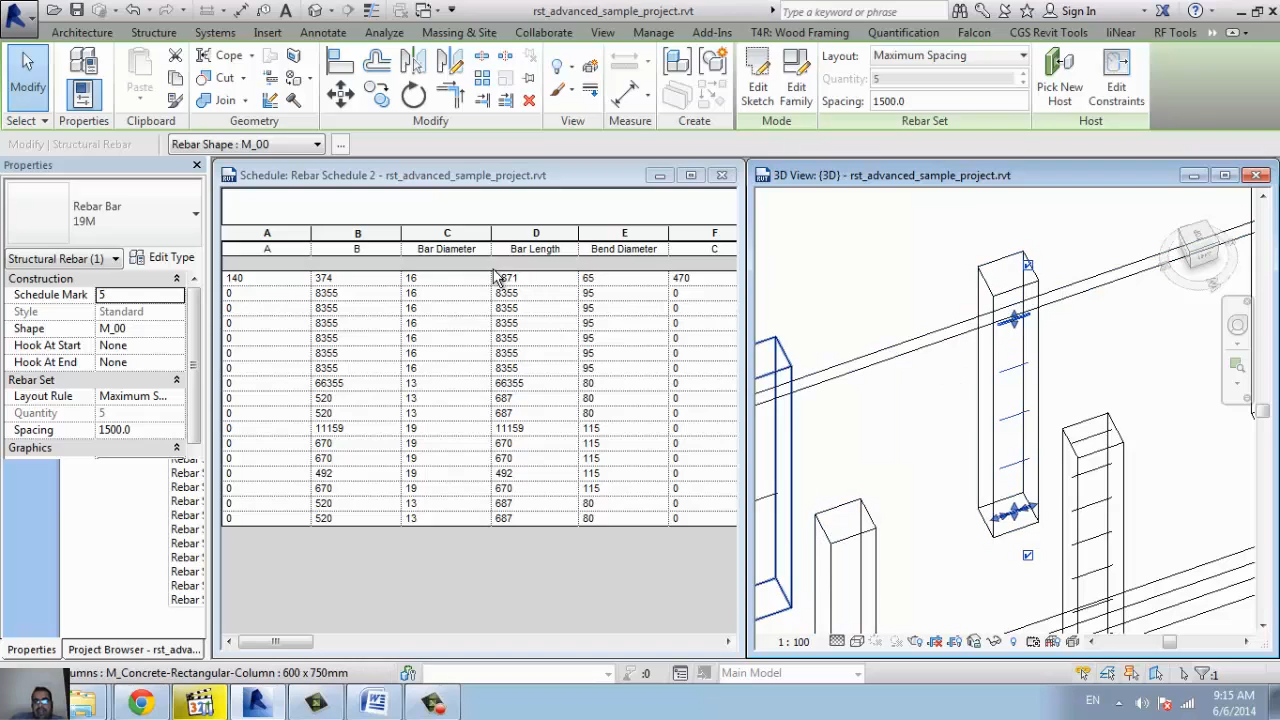 rst_advanced_sample_project.rvt
Type a keyword or phrase
Sign In
Architecture Structure Systems Insert Annotate Analyze Massing & Site Collaborate View Manage Add-Ins T4R: Wood Framing Quantification Falcon CGS Revit Tools liNear RF Tools
Modify
Paste
Cope
Cut
Join
Edit Sketch
Edit Family
Layout: Maximum Spacing
Quantity: 5
Spacing: 1500.0
Pick New Host
Edit Constraints
Select Properties Clipboard Geometry Modify View Measure Create Mode Rebar Set Host
Modify | Structural Rebar
Rebar Shape : M_00
Properties
Rebar Bar
19M
Structural Rebar (1) Edit Type
Construction
Schedule Mark 5
Style Standard
Shape M_00
Hook At Start None
Hook At End None
Rebar Set
Layout Rule Maximum S...
Quantity 5
Spacing 1500.0
Graphics
Rebar S
Rebar S
Rebar S
Rebar S
Rebar S
Rebar S
Rebar S
Rebar S
Rebar S
Rebar S
Properties Project Browser - rst_adva...
Schedule: Rebar Schedule 2 - rst_advanced_sample_project.rvt
A B C D E F
A B Bar Diameter Bar Length Bend Diameter C
140 374 16 871 65 470
0 8355 16 8355 95 0
0 8355 16 8355 95 0
0 8355 16 8355 95 0
0 8355 16 8355 95 0
0 8355 16 8355 95 0
0 8355 16 8355 95 0
0 66355 13 66355 80 0
0 520 13 687 80 0
0 520 13 687 80 0
0 11159 19 11159 115 0
0 670 19 670 115 0
0 670 19 670 115 0
0 492 19 492 115 0
0 670 19 670 115 0
0 520 13 687 80 0
0 520 13 687 80 0
3D View: {3D} - rst_advanced_sample_project.rvt
1 : 100
umns : M_Concrete-Rectangular-Column : 600 x 750mm
:0
Main Model
:1
EN
9:15 AM
6/6/2014